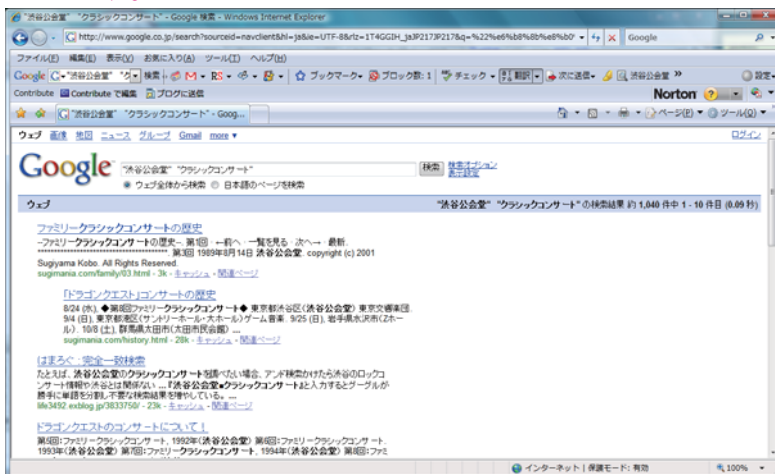 "渋谷公会堂" "クラシックコンサート" - Google 検索 - Windows Internet Explorer
Google
ファイル(F) 編集(E) 表示(V) お気に入り(A) ツール(T) ヘルプ(H)
Google "渋谷公会堂" 検索 RS ブックマーク ブロック数: 1 チェック 翻訳 次に送信 渋谷公会堂 » 設定
Contribute Contribute で編集 ブログに送信 Norton
"渋谷公会堂" "クラシックコンサート" - Goog... ページ(P) ツール(O)
ウェブ 画像 地図 ニュース グループ Gmail more ▼ ログイン
Google "渋谷公会堂" "クラシックコンサート" 検索 検索オプション
表示設定
ウェブ全体から検索 日本語のページを検索
ウェブ "渋谷公会堂" "クラシックコンサート" の検索結果 約 1,040 件中 1 - 10 件目 (0.09 秒)
ファミリークラシックコンサートの歴史
-ファミリークラシックコンサートの歴史-. 第1回 · ←前へ · 一覧を見る · 次へ→ · 最新.
第3回 1989年8月14日 渋谷公会堂. copyright (c) 2001
Sugiyama Kobo. All Rights Reserved.
sugimania.com/family/03.html - 3k - キャッシュ - 関連ページ
「ドラゴンクエスト」コンサートの歴史
8/24 (水), ◆第8回ファミリークラシックコンサート◆ 東京都渋谷区(渋谷公会堂) 東京交響楽団.
9/4 (日), 東京都港区(サントリーホール・大ホール)ゲーム音楽. 9/25 (日), 岩手県水沢市(Zホー
ル). 10/8 (土), 群馬県太田市(太田市民会館) ...
sugimania.com/history.html - 28k - キャッシュ - 関連ページ
はまろぐ : 完全一致検索
たとえば、渋谷公会堂のクラシックコンサートを調べたい場合、アンド検索かけたら渋谷のロックコ
ンサート情報や渋谷とは関係ない ... 『渋谷公会堂■クラシックコンサート』と入力するとグーグルが
勝手に単語を分割し不要な検索結果を増やしている。 ...
life3492.exblog.jp/3833750/ - 23k - キャッシュ - 関連ページ
ドラゴンクエストのコンサートについて!
第5回:ファミリークラシックコンサート, 1992年(渋谷公会堂) 第6回:ファミリークラシックコンサート,
1993年(渋谷公会堂) 第7回:ファミリークラシックコンサート, 1994年(渋谷公会堂) 第8回:ファミ
インターネット | 保護モード: 有効 100%